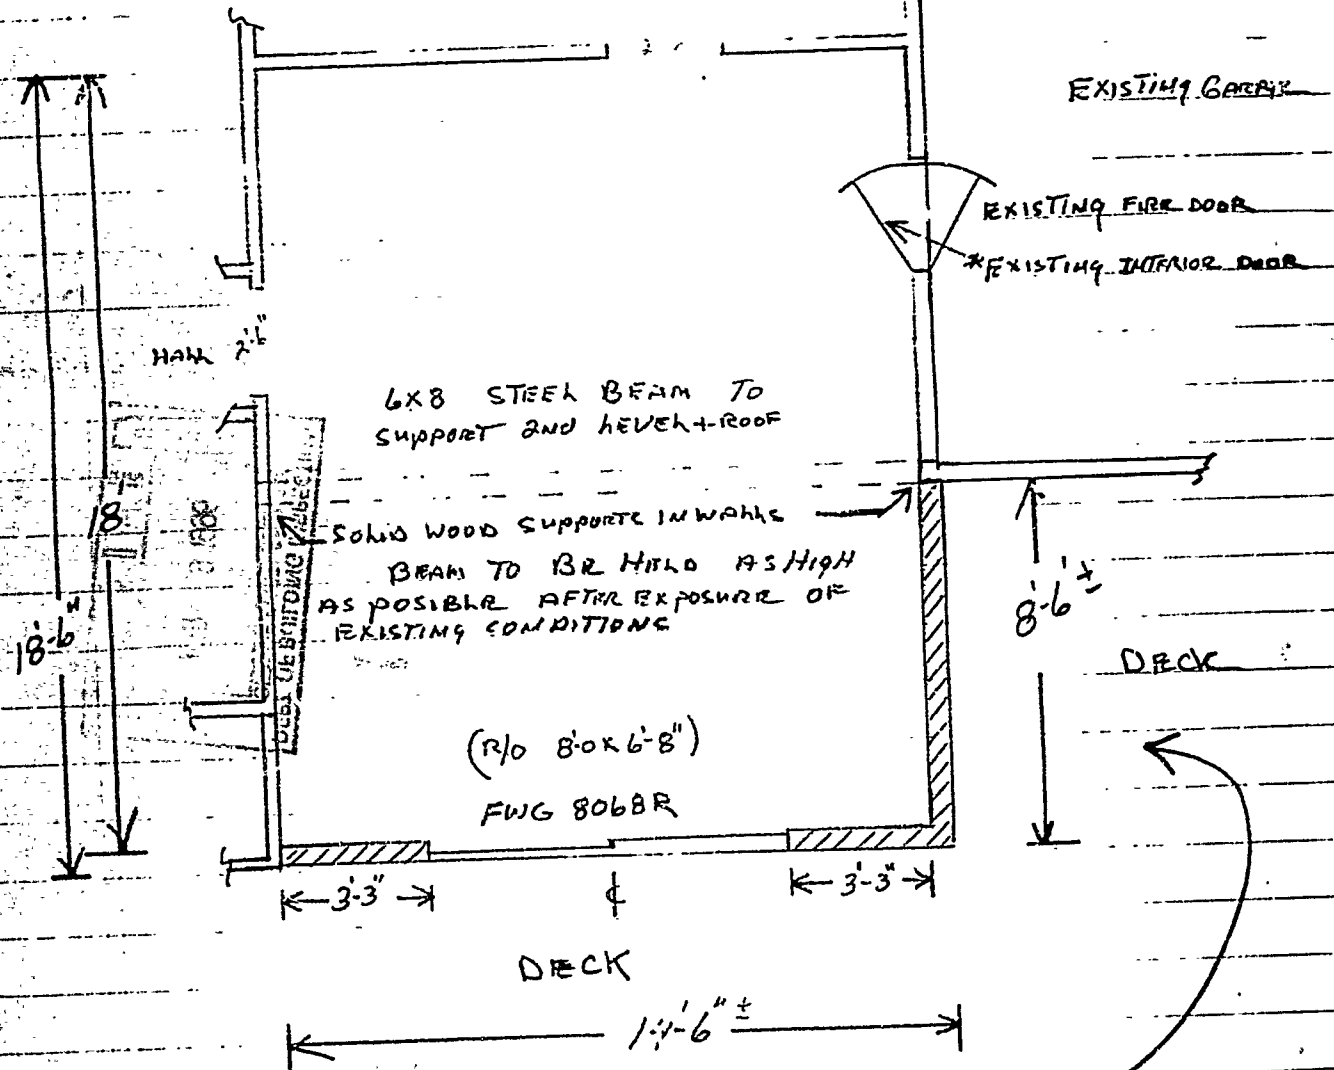 EXISTING GARAGE
EXISTING FIRE DOOR
*EXISTING INTERIOR DOOR
HALL 2'-6"
6X8 STEEL BEAM TO
SUPPORT 2ND LEVEL + ROOF
SOLID WOOD SUPPORTS IN WALLS
BEAM TO BE HELD AS HIGH
AS POSIBLE AFTER EXPOSURE OF
EXISTING CONDITIONS
18'
18'-6"
8'-6" ±
DECK
(R/O 8'-0 X 6'-8")
FWG 8068R
3'-3"
℄
3'-3"
DECK
14'-6" ±